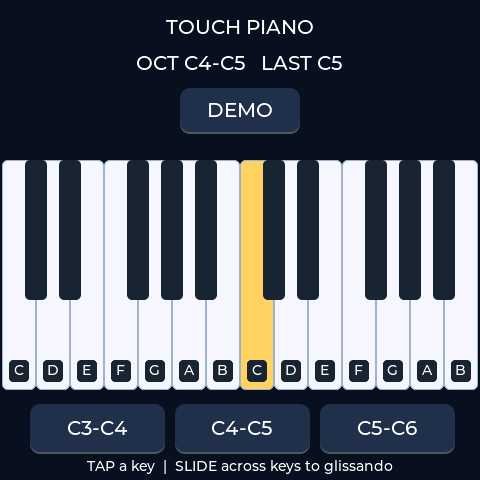 TOUCH PIANO
OCT C4-C5 LAST C5
DEMO
C D E F G A B C D E F G A B
C3-C4 C4-C5 C5-C6
TAP a key | SLIDE across keys to glissando